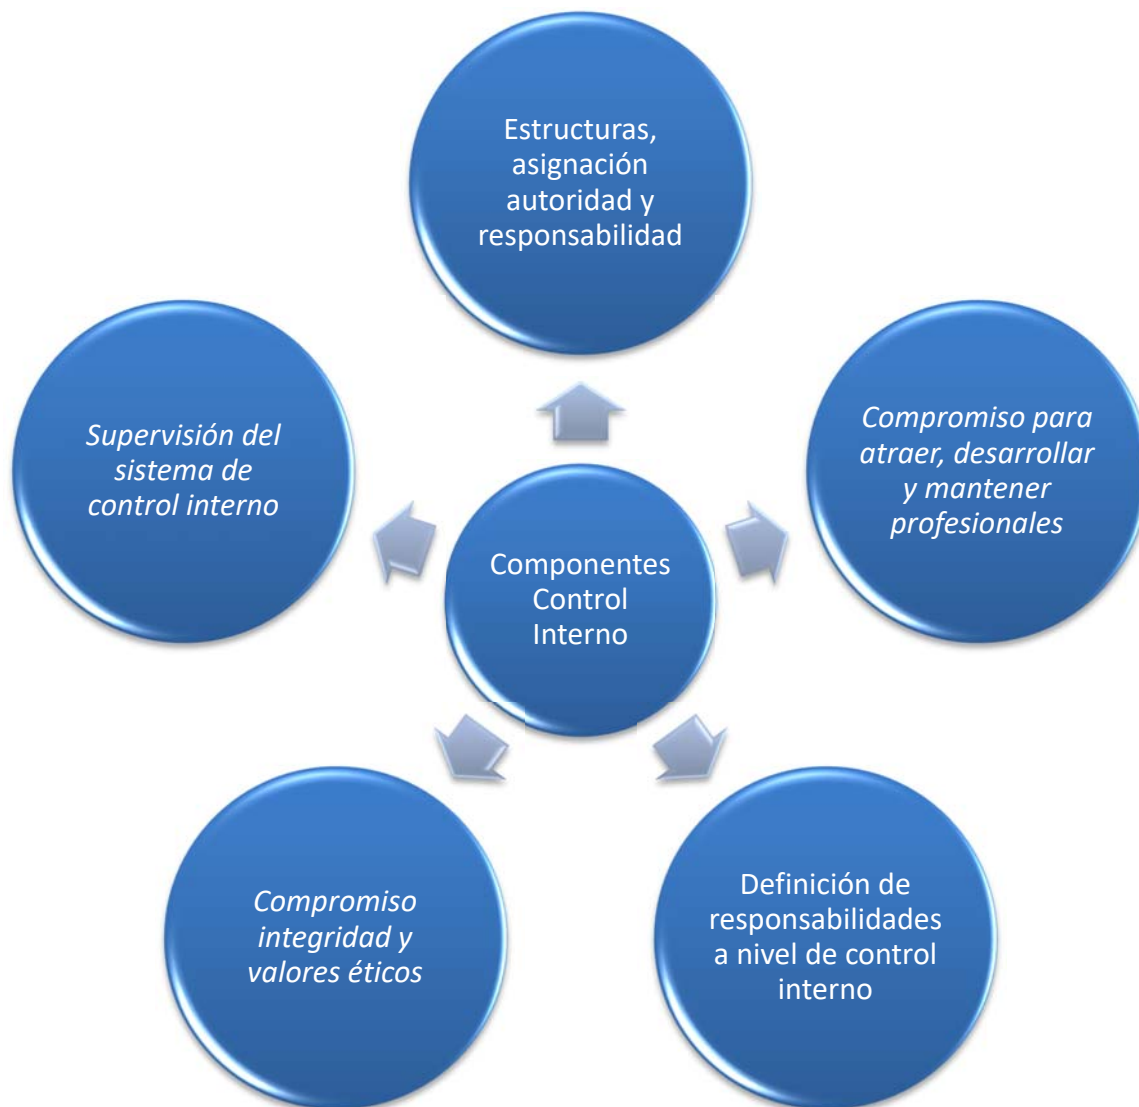 Estructuras,
asignación
autoridad y
responsabilidad
Supervisión del
sistema de
control interno
Compromiso para
atraer, desarrollar
y mantener
profesionales
Componentes
Control
Interno
Compromiso
integridad y
valores éticos
Definición de
responsabilidades
a nivel de control
interno